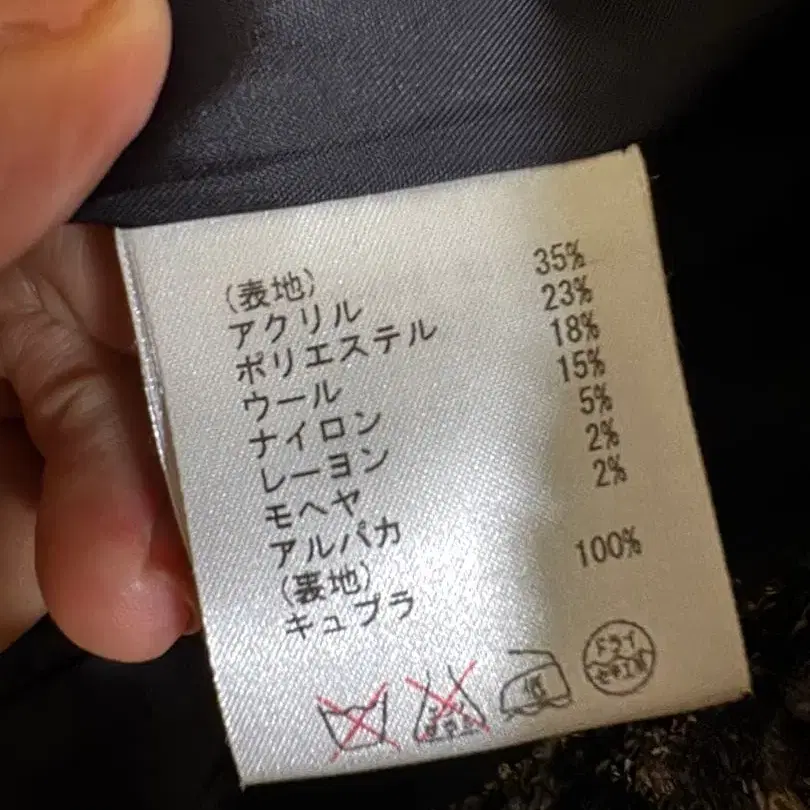 (表地)
アクリル 35%
ポリエステル 23%
ウール 18%
ナイロン 15%
レーヨン 5%
モヘヤ 2%
アルパカ 2%
(表地)
キュプラ 100%
低
ドライ